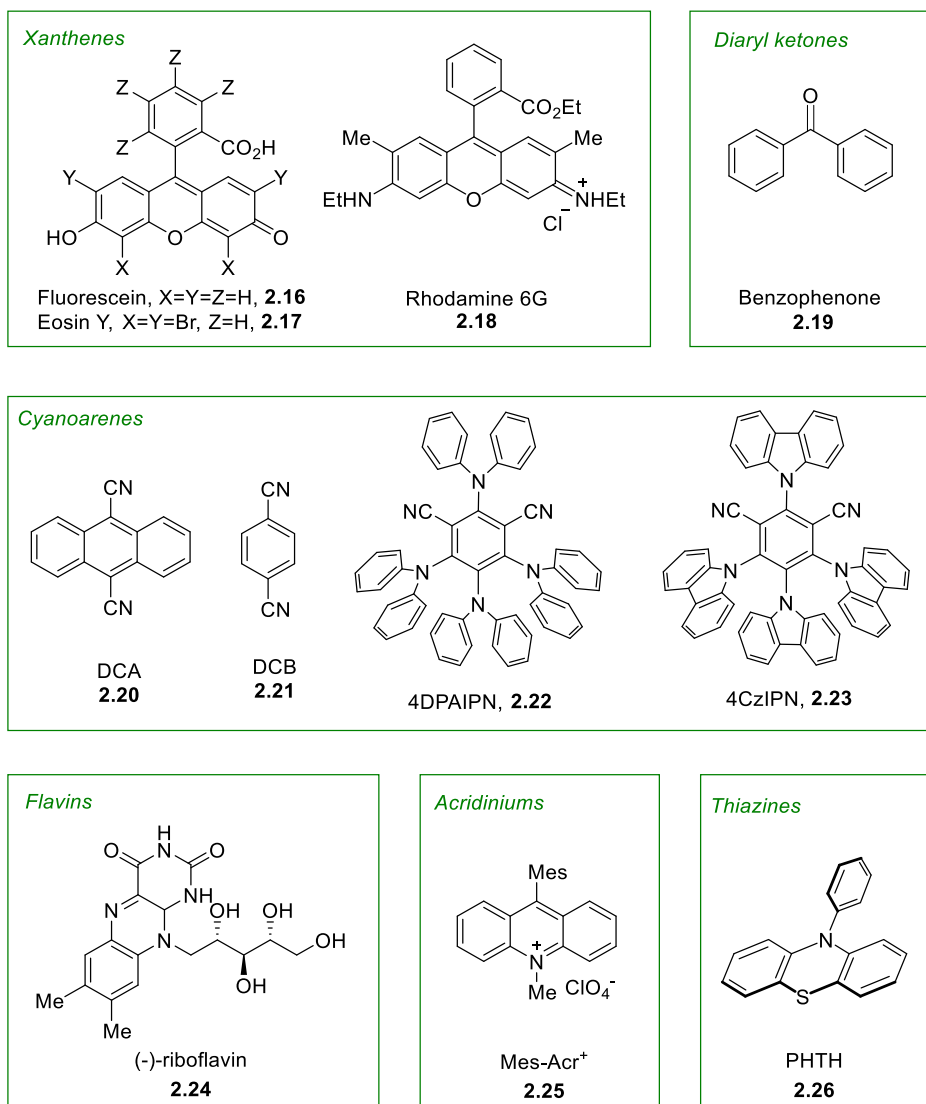 Xanthenes
Z
Z
Z
Z
CO2H
Y
Y
HO
O
O
X
X
Fluorescein, X=Y=Z=H, 2.16
Eosin Y, X=Y=Br, Z=H, 2.17
CO2Et
Me
Me
EtHN
O
+
NHEt
Cl−
Rhodamine 6G
2.18
Diaryl ketones
O
Benzophenone
2.19
Cyanoarenes
CN
CN
DCA
2.20
CN
CN
DCB
2.21
N
NC
CN
N
N
N
4DPAIPN, 2.22
N
NC
CN
N
N
N
4CzIPN, 2.23
Flavins
H
O
N
O
NH
N
N
OH
OH
OH
OH
Me
Me
(-)-riboflavin
2.24
Acridiniums
Mes
+
N
Me
ClO4−
Mes-Acr+
2.25
Thiazines
N
S
PHTH
2.26